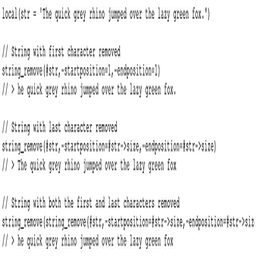 local(str = "The quick grey rhino jumped over the lazy green fox.")
// String with first character removed
string_remove(#str,-startposition=1,-endposition=1)
// > he quick grey rhino jumped over the lazy green fox.
// String with last character removed
string_remove(#str,-startposition=#str->size,-endposition=#str->size)
// > The quick grey rhino jumped over the lazy green fox
// String with both the first and last characters removed
string_remove(string_remove(#str,-startposition=#str->size,-endposition=#str->siz
// > he quick grey rhino jumped over the lazy green fox